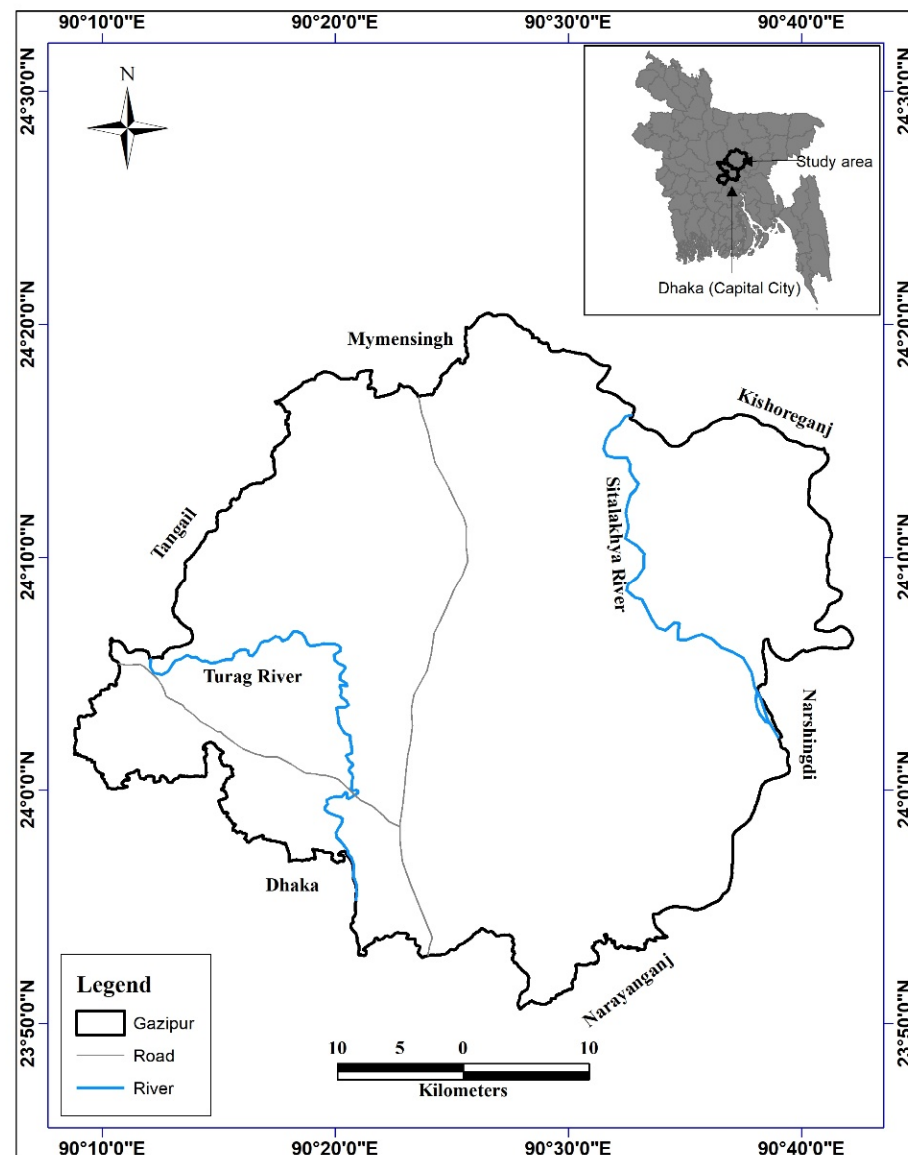 90°10'0"E 90°20'0"E 90°30'0"E 90°40'0"E
24°30'0"N
24°30'0"N
N
Study area
Dhaka (Capital City)
24°20'0"N
24°20'0"N
Mymensingh
Kishoreganj
Tangail
Sitalakhya River
24°10'0"N
24°10'0"N
Turag River
Narshingdi
24°0'0"N
24°0'0"N
Dhaka
Narayanganj
Legend
Gazipur
Road
River
23°50'0"N
23°50'0"N
10 5 0 10
Kilometers
90°10'0"E 90°20'0"E 90°30'0"E 90°40'0"E